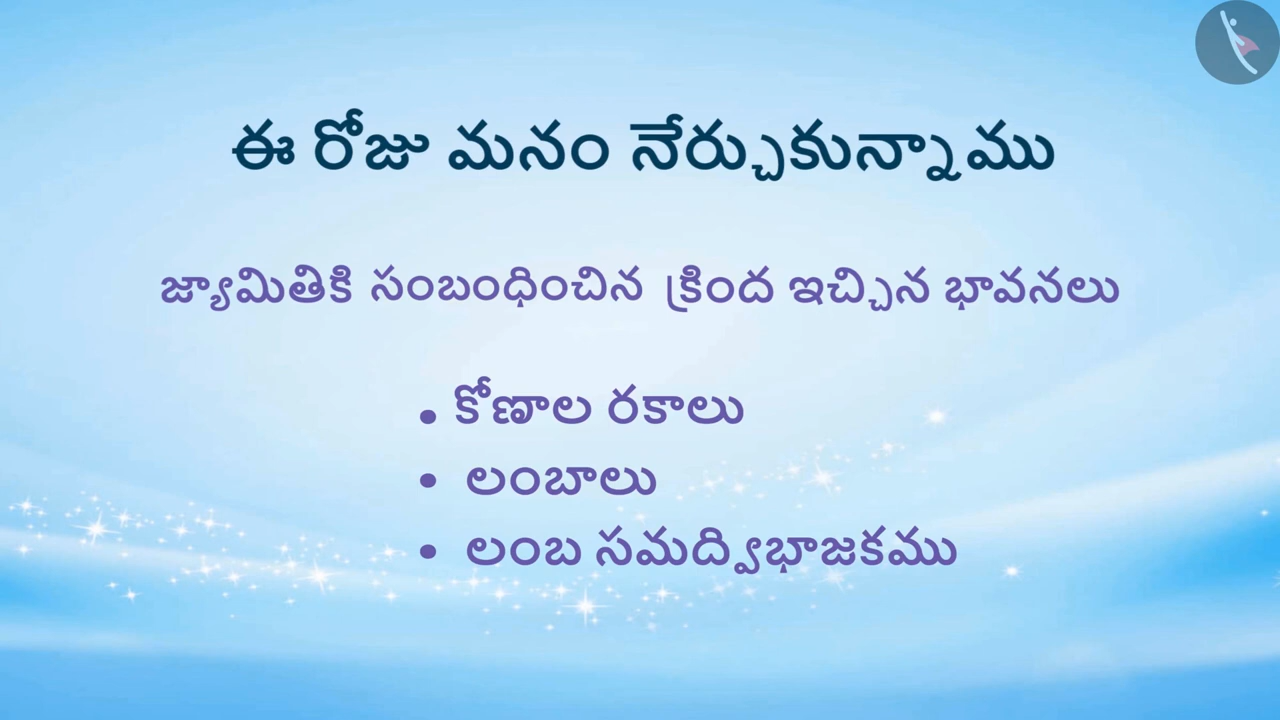 ఈ రోజు మనం నేర్చుకున్నాము
జ్యామితికి సంబంధించిన క్రింద ఇచ్చిన భావనలు
• కోణాల రకాలు
• లంబాలు
• లంబ సమద్విభాజకము